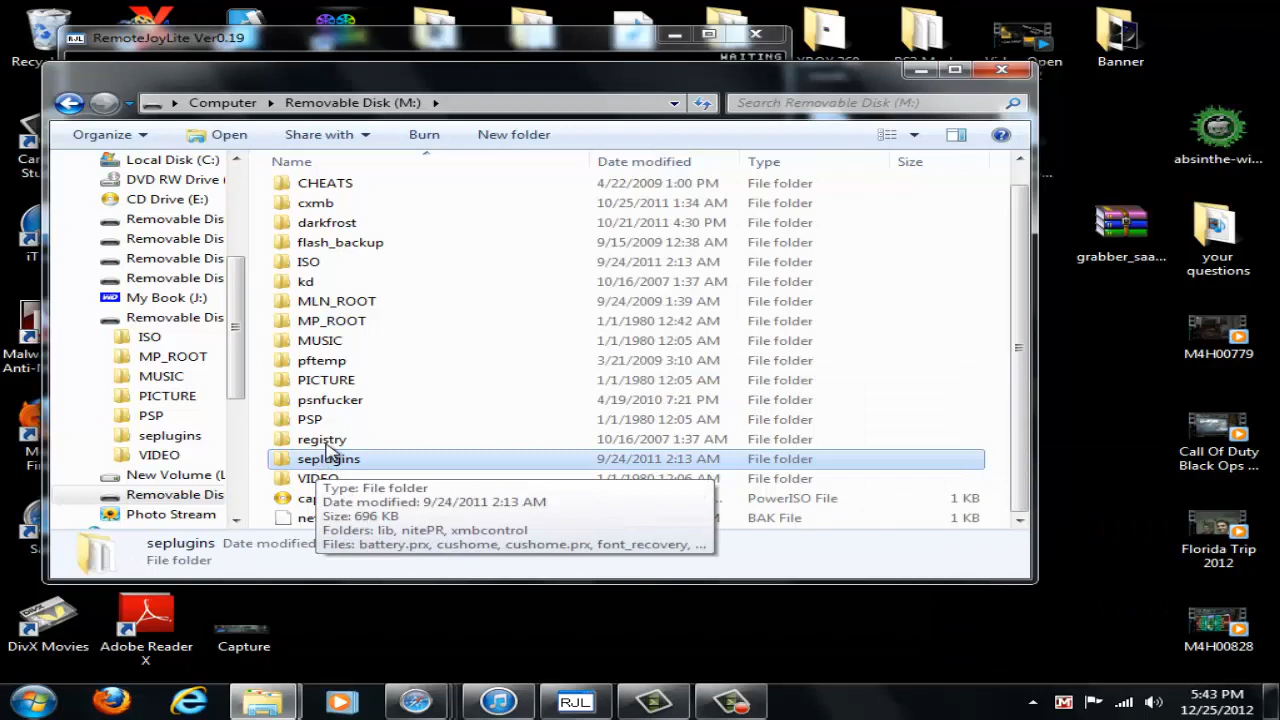 RJL RemoteJoyLite Ver0.19
WAITING
Computer Removable Disk (M:)
Search Removable Disk (M:)
Organize Open Share with Burn New folder
Name Date modified Type Size
CHEATS 4/22/2009 1:00 PM File folder
cxmb 10/25/2011 1:34 AM File folder
darkfrost 10/21/2011 4:30 PM File folder
flash_backup 9/15/2009 12:38 AM File folder
ISO 9/24/2011 2:13 AM File folder
kd 10/16/2007 1:37 AM File folder
MLN_ROOT 9/24/2009 1:39 AM File folder
MP_ROOT 1/1/1980 12:42 AM File folder
MUSIC 1/1/1980 12:05 AM File folder
pftemp 3/21/2009 3:10 AM File folder
PICTURE 1/1/1980 12:05 AM File folder
psnfucker 4/19/2010 7:21 PM File folder
PSP 1/1/1980 12:05 AM File folder
registry 10/16/2007 1:37 AM File folder
seplugins 9/24/2011 2:13 AM File folder
VIDEO 1/1/1980 12:06 AM File folder
PowerISO File 1 KB
BAK File 1 KB
Type: File folder
Date modified: 9/24/2011 2:13 AM
Size: 696 KB
Folders: lib, nitePR, xmbcontrol
Files: battery.prx, cushome, cushome.prx, font_recovery, ...
Local Disk (C:)
DVD RW Drive (
CD Drive (E:)
Removable Dis
Removable Dis
Removable Dis
Removable Dis
WD My Book (J:)
Removable Dis
ISO
MP_ROOT
MUSIC
PICTURE
PSP
seplugins
VIDEO
New Volume (L
Removable Dis
Photo Stream
seplugins Date modified
File folder
Banner
absinthe-wi...
grabber_saa...
your
questions
M4H00779
Call Of Duty
Black Ops ...
Florida Trip
2012
M4H00828
DivX Movies
Adobe Reader
X
Capture
RJL
5:43 PM
12/25/2012